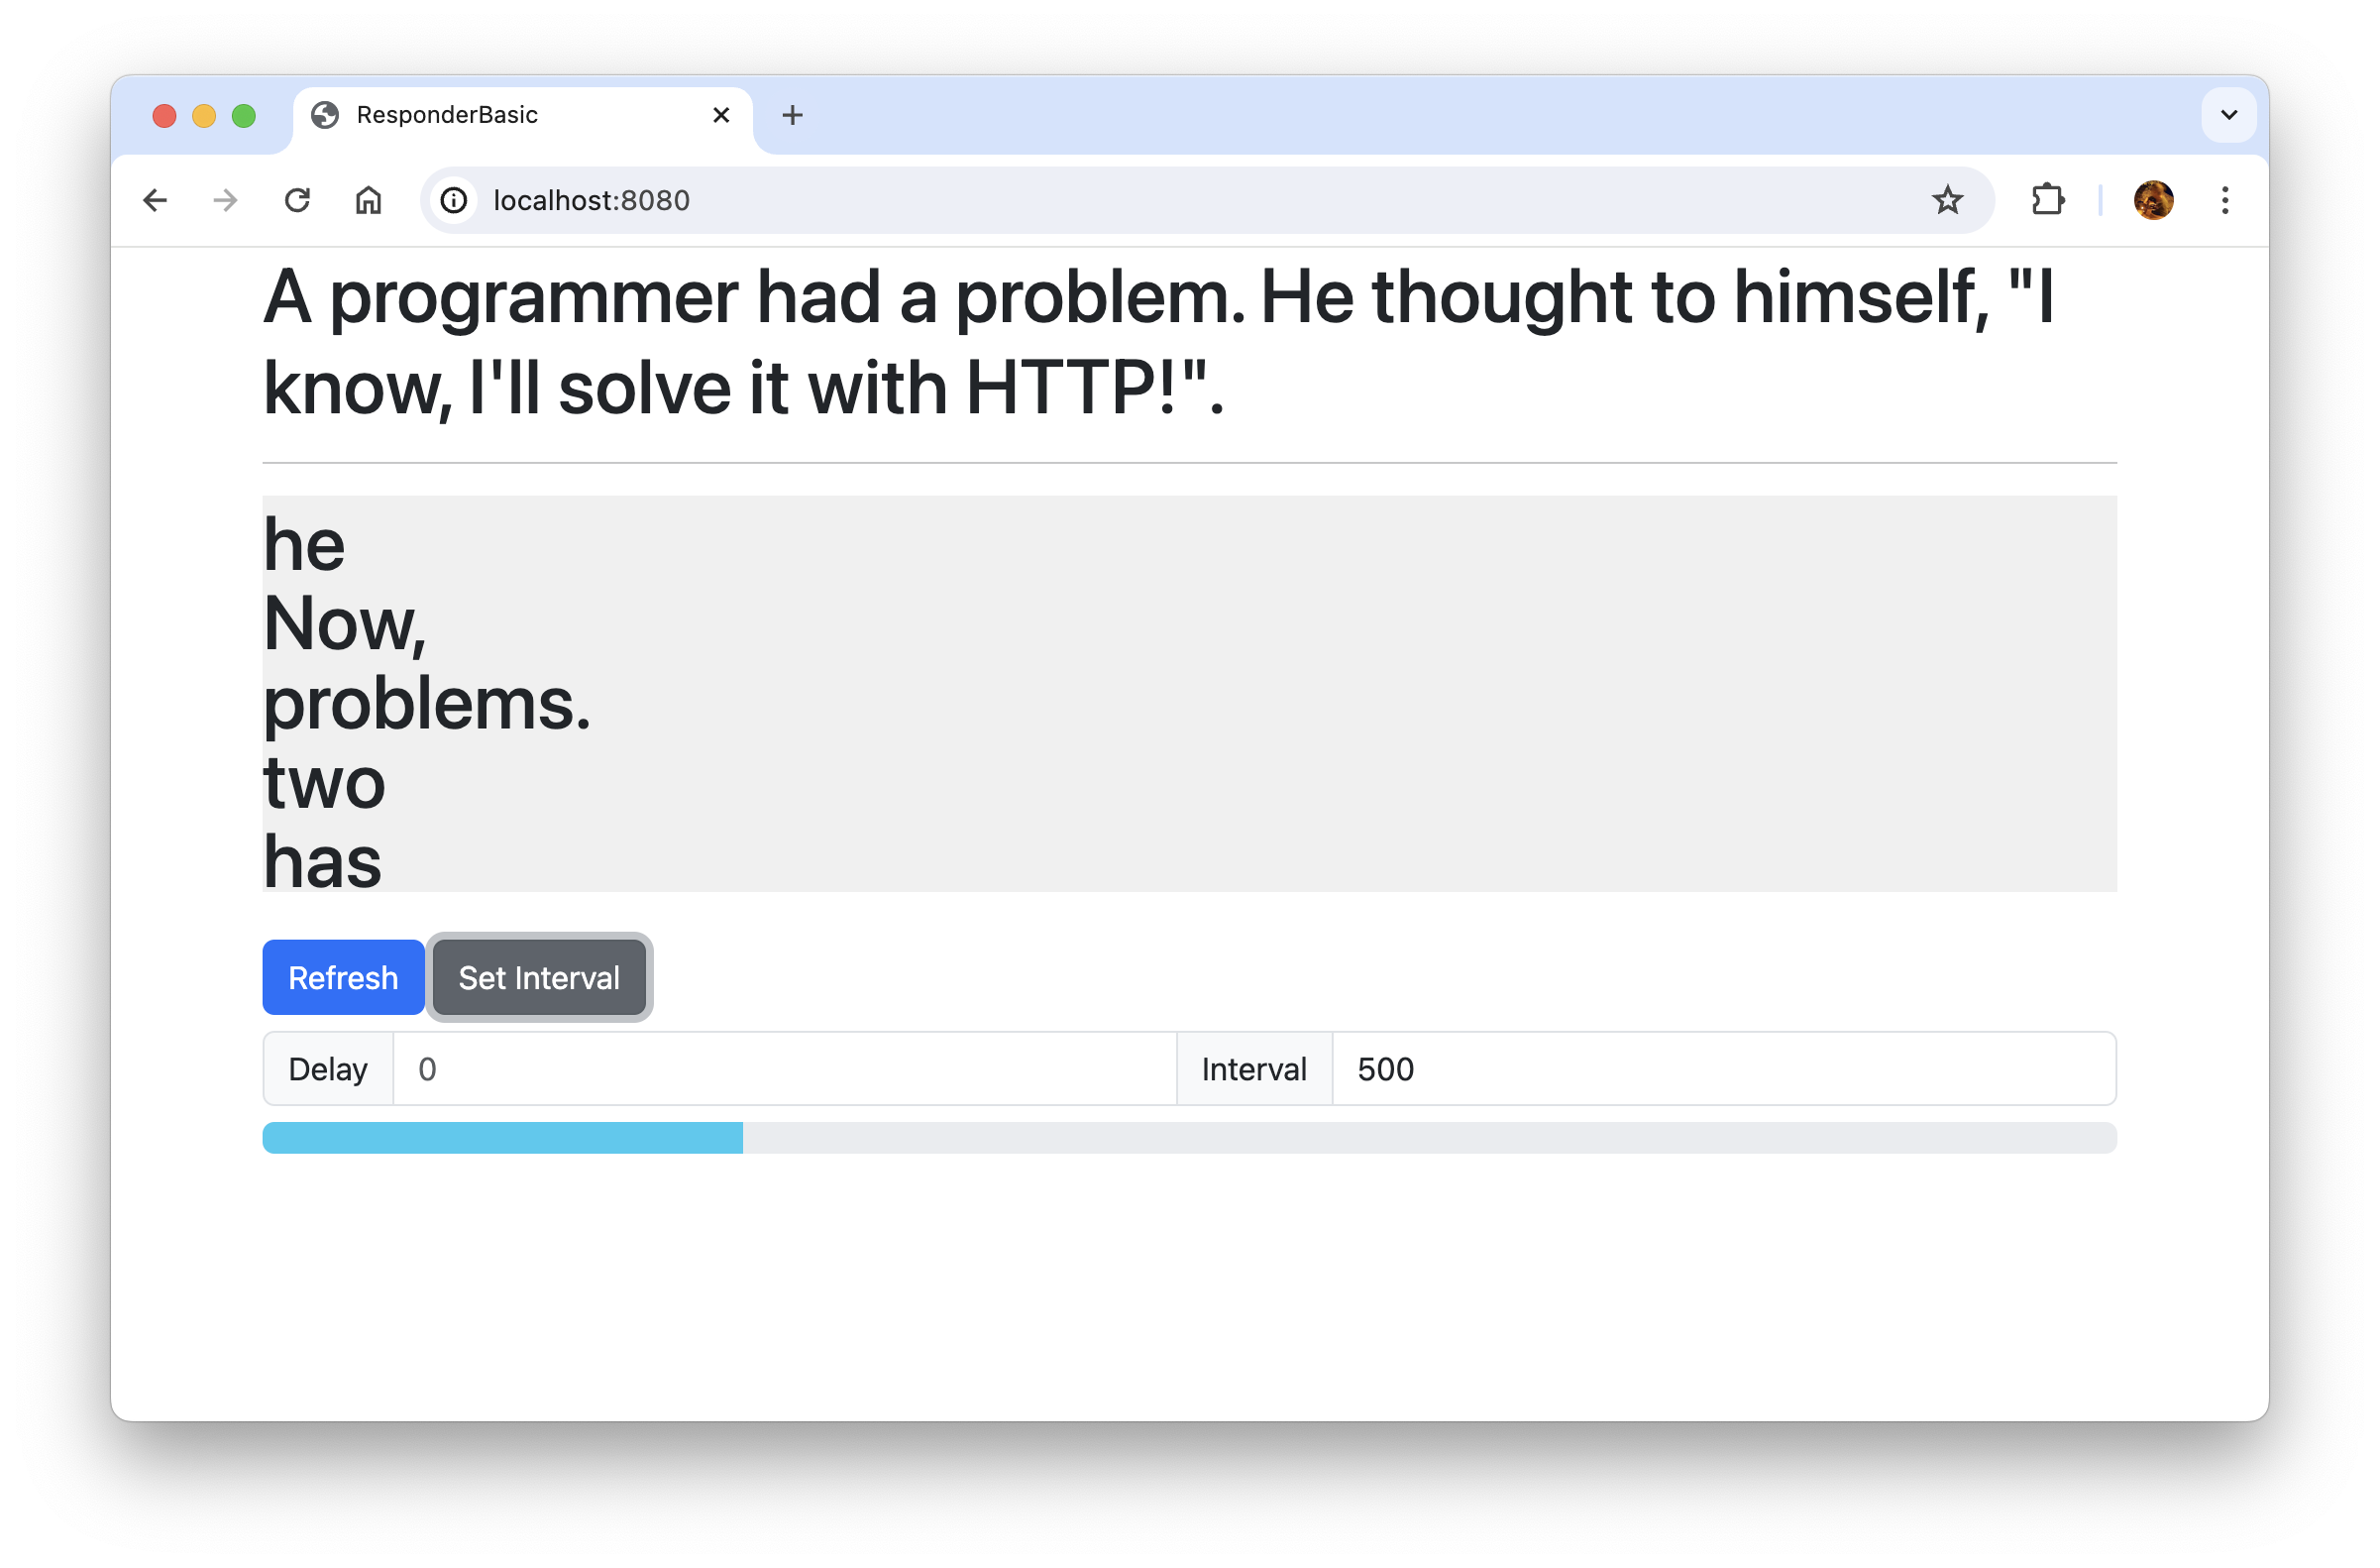 ResponderBasic
localhost:8080
A programmer had a problem. He thought to himself, "I
know, I'll solve it with HTTP!".
he
Now,
problems.
two
has
Refresh Set Interval
Delay 0 Interval 500